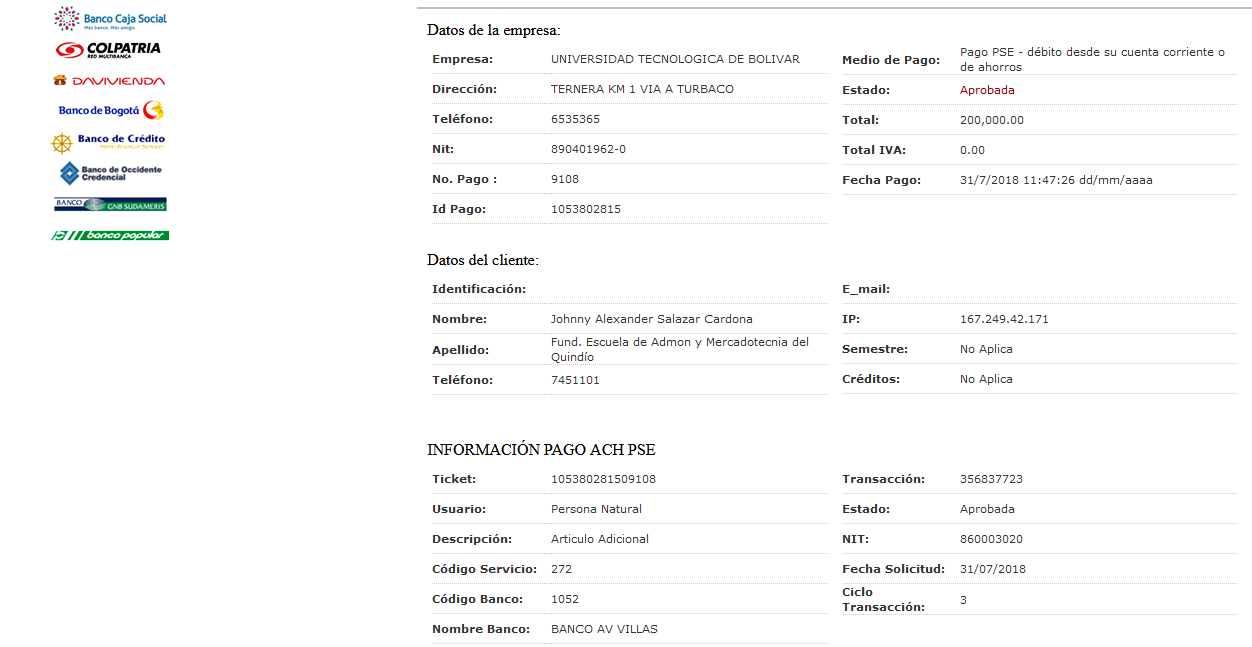 Banco Caja Social
Más banco. Más amigo.
COLPATRIA
RED MULTIBANCA
DAVIVIENDA
Banco de Bogotá
Banco de Crédito
Banco de Occidente
Credencial
BANCO GNB SUDAMERIS
banco popular
Datos de la empresa:
Empresa: UNIVERSIDAD TECNOLOGICA DE BOLIVAR
Dirección: TERNERA KM 1 VIA A TURBACO
Teléfono: 6535365
Nit: 890401962-0
No. Pago : 9108
Id Pago: 1053802815
Medio de Pago: Pago PSE - débito desde su cuenta corriente o
de ahorros
Estado: Aprobada
Total: 200,000.00
Total IVA: 0.00
Fecha Pago: 31/7/2018 11:47:26 dd/mm/aaaa
Datos del cliente:
Identificación:
Nombre: Johnny Alexander Salazar Cardona
Apellido: Fund. Escuela de Admon y Mercadotecnia del
Quindío
Teléfono: 7451101
E_mail:
IP: 167.249.42.171
Semestre: No Aplica
Créditos: No Aplica
INFORMACIÓN PAGO ACH PSE
Ticket: 105380281509108
Usuario: Persona Natural
Descripción: Articulo Adicional
Código Servicio: 272
Código Banco: 1052
Nombre Banco: BANCO AV VILLAS
Transacción: 356837723
Estado: Aprobada
NIT: 860003020
Fecha Solicitud: 31/07/2018
Ciclo
Transacción: 3